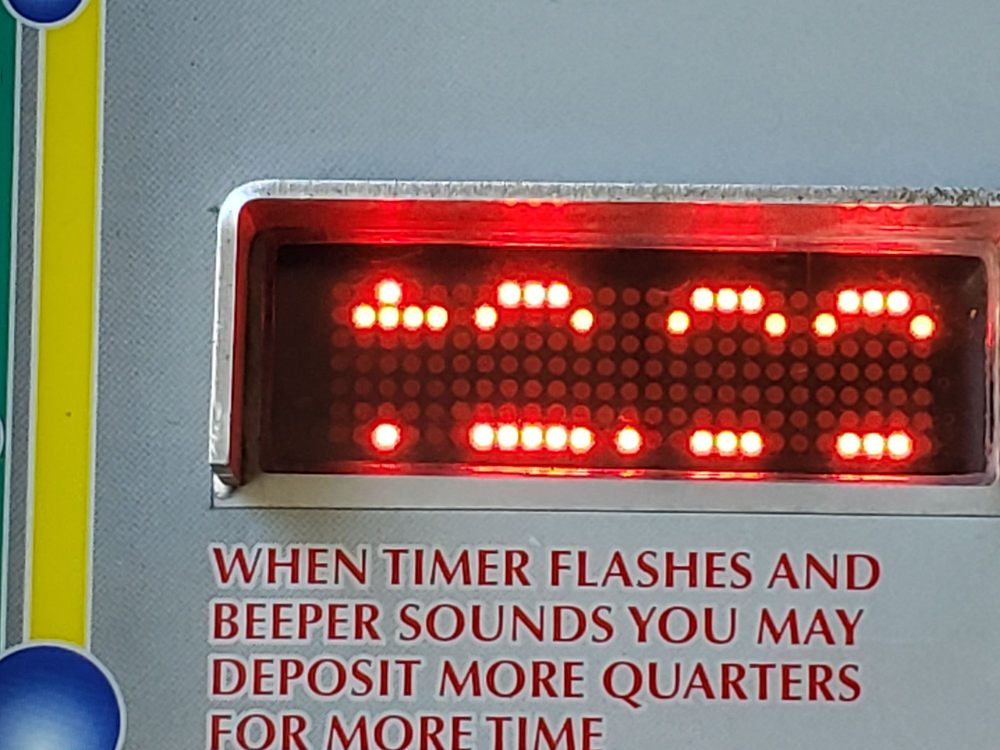 WHEN TIMER FLASHES AND
BEEPER SOUNDS YOU MAY
DEPOSIT MORE QUARTERS
FOR MORE TIME